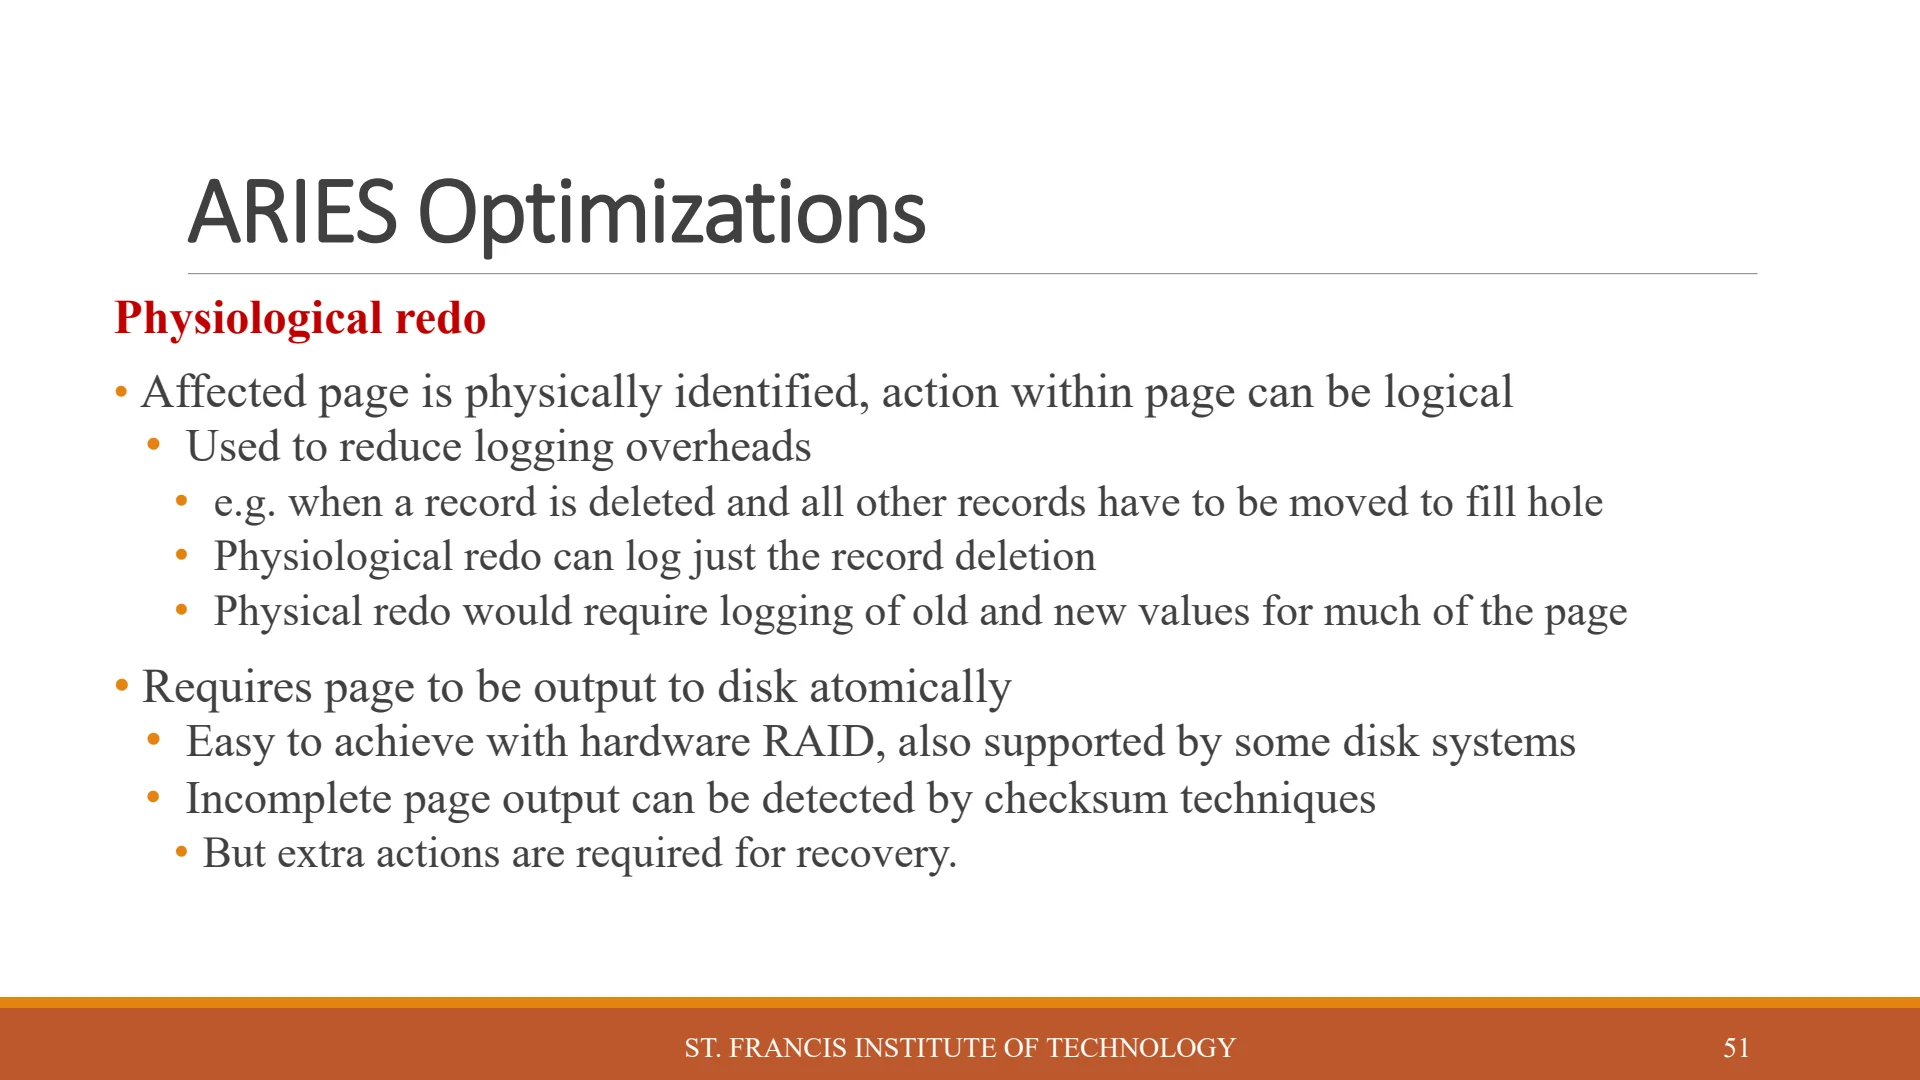 ARIES Optimizations
Physiological redo
• Affected page is physically identified, action within page can be logical
• Used to reduce logging overheads
• e.g. when a record is deleted and all other records have to be moved to fill hole
• Physiological redo can log just the record deletion
• Physical redo would require logging of old and new values for much of the page
• Requires page to be output to disk atomically
• Easy to achieve with hardware RAID, also supported by some disk systems
• Incomplete page output can be detected by checksum techniques
• But extra actions are required for recovery.
ST. FRANCIS INSTITUTE OF TECHNOLOGY
51